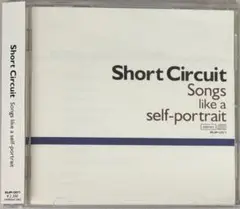 Short Circuit
Songs like a self-portrait
Short Circuit
Songs
like a
self-portrait